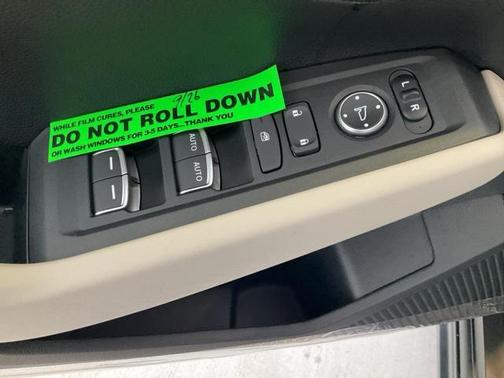 9/26
WHILE FILM CURES, PLEASE
DO NOT ROLL DOWN
OR WASH WINDOWS FOR 3-5 DAYS...THANK YOU
L
R
AUTO
AUTO